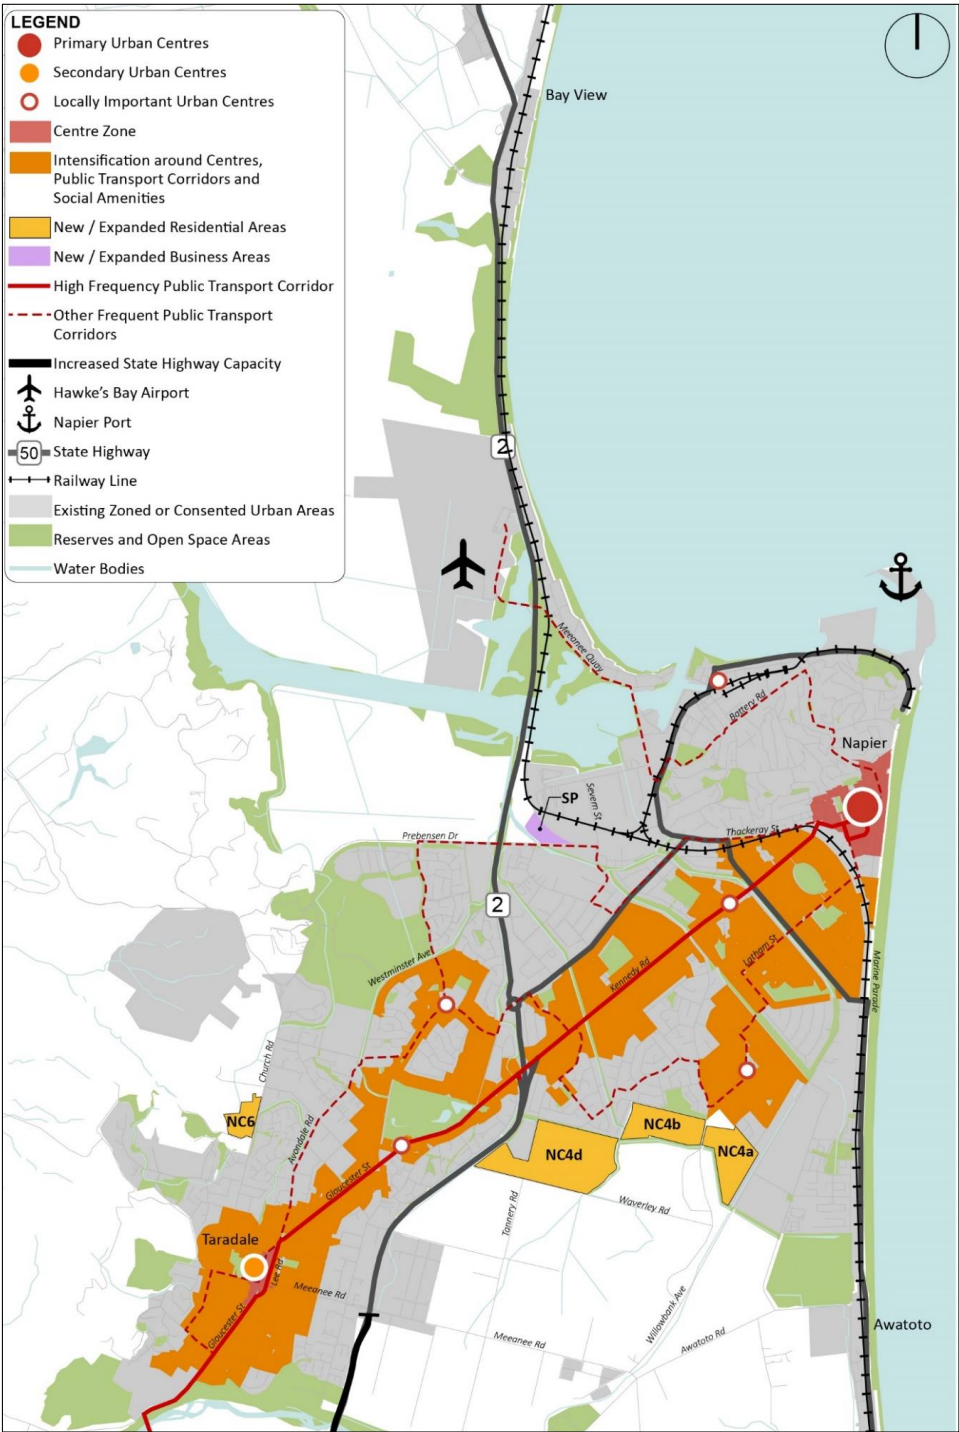 LEGEND
Primary Urban Centres
Secondary Urban Centres
Locally Important Urban Centres
Centre Zone
Intensification around Centres,
Public Transport Corridors and
Social Amenities
New / Expanded Residential Areas
New / Expanded Business Areas
High Frequency Public Transport Corridor
Other Frequent Public Transport
Corridors
Increased State Highway Capacity
Hawke's Bay Airport
Napier Port
50
State Highway
Railway Line
Existing Zoned or Consented Urban Areas
Reserves and Open Space Areas
Water Bodies
Bay View
2
Meeanee Quay
Battery Rd
Napier
SP
Severn St
Thackeray St
Prebensen Dr
2
Westminster Ave
Kennedy Rd
Latham St
Marine Parade
Church Rd
NC6
Avondale Rd
NC4b
NC4d
NC4a
Gloucester St
Tannery Rd
Waverley Rd
Taradale
Lee Rd
Meeanee Rd
Gloucester St
Willowbank Ave
Meeanee Rd
Awatoto Rd
Awatoto